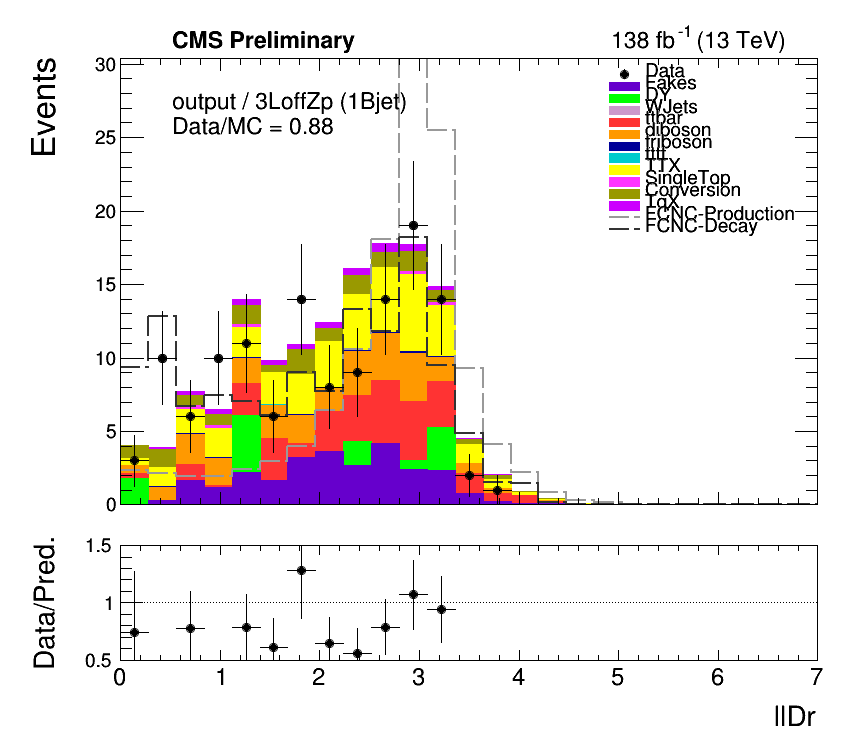 CMS Preliminary
138 fb-1 (13 TeV)
Events
output / 3LoffZp (1Bjet)
Data/MC = 0.88
Data
Fakes
DY
WJets
ttbar
diboson
triboson
tttt
TTX
SingleTop
Conversion
TqX
FCNC-Production
FCNC-Decay
30
25
20
15
10
5
0
Data/Pred.
1.5
1
0.5
0 1 2 3 4 5 6 7
llDr